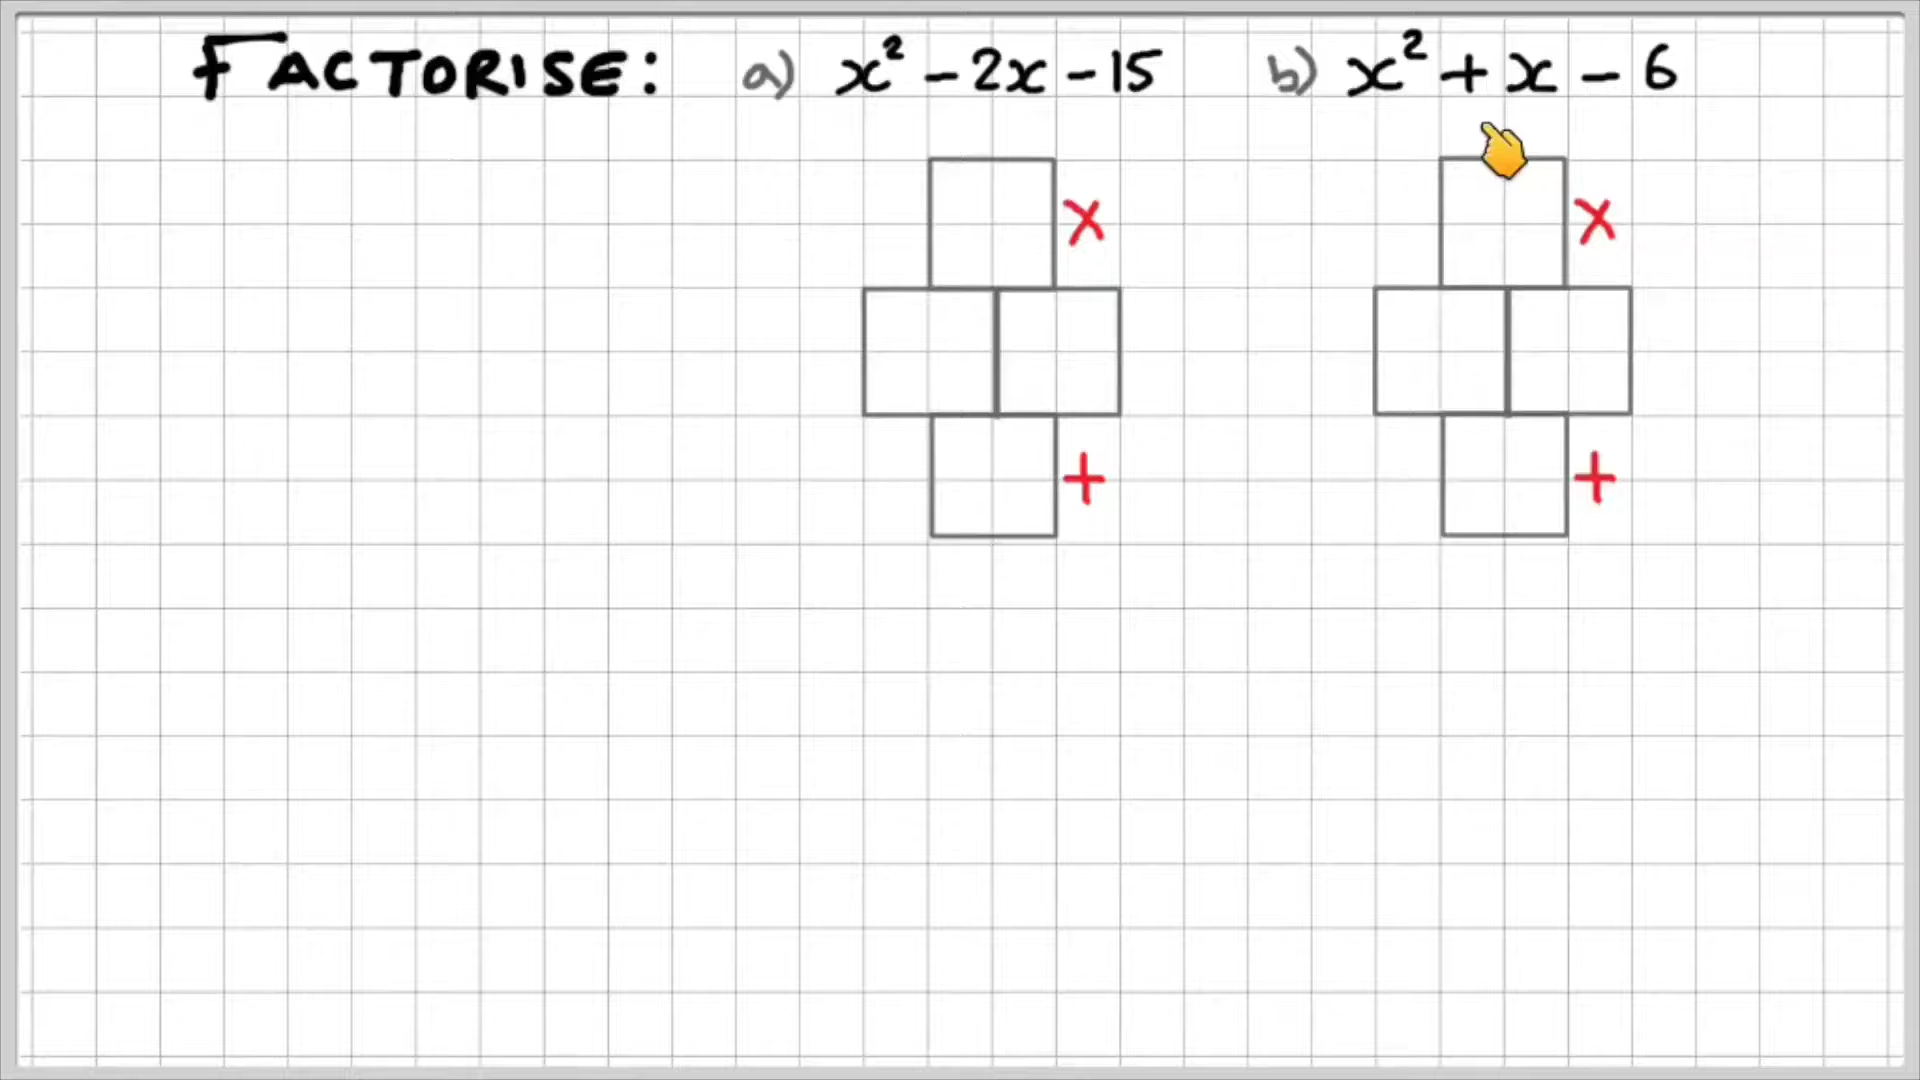 FACTORISE: a) x² - 2x - 15 b) x² + x - 6
× ×
+ +